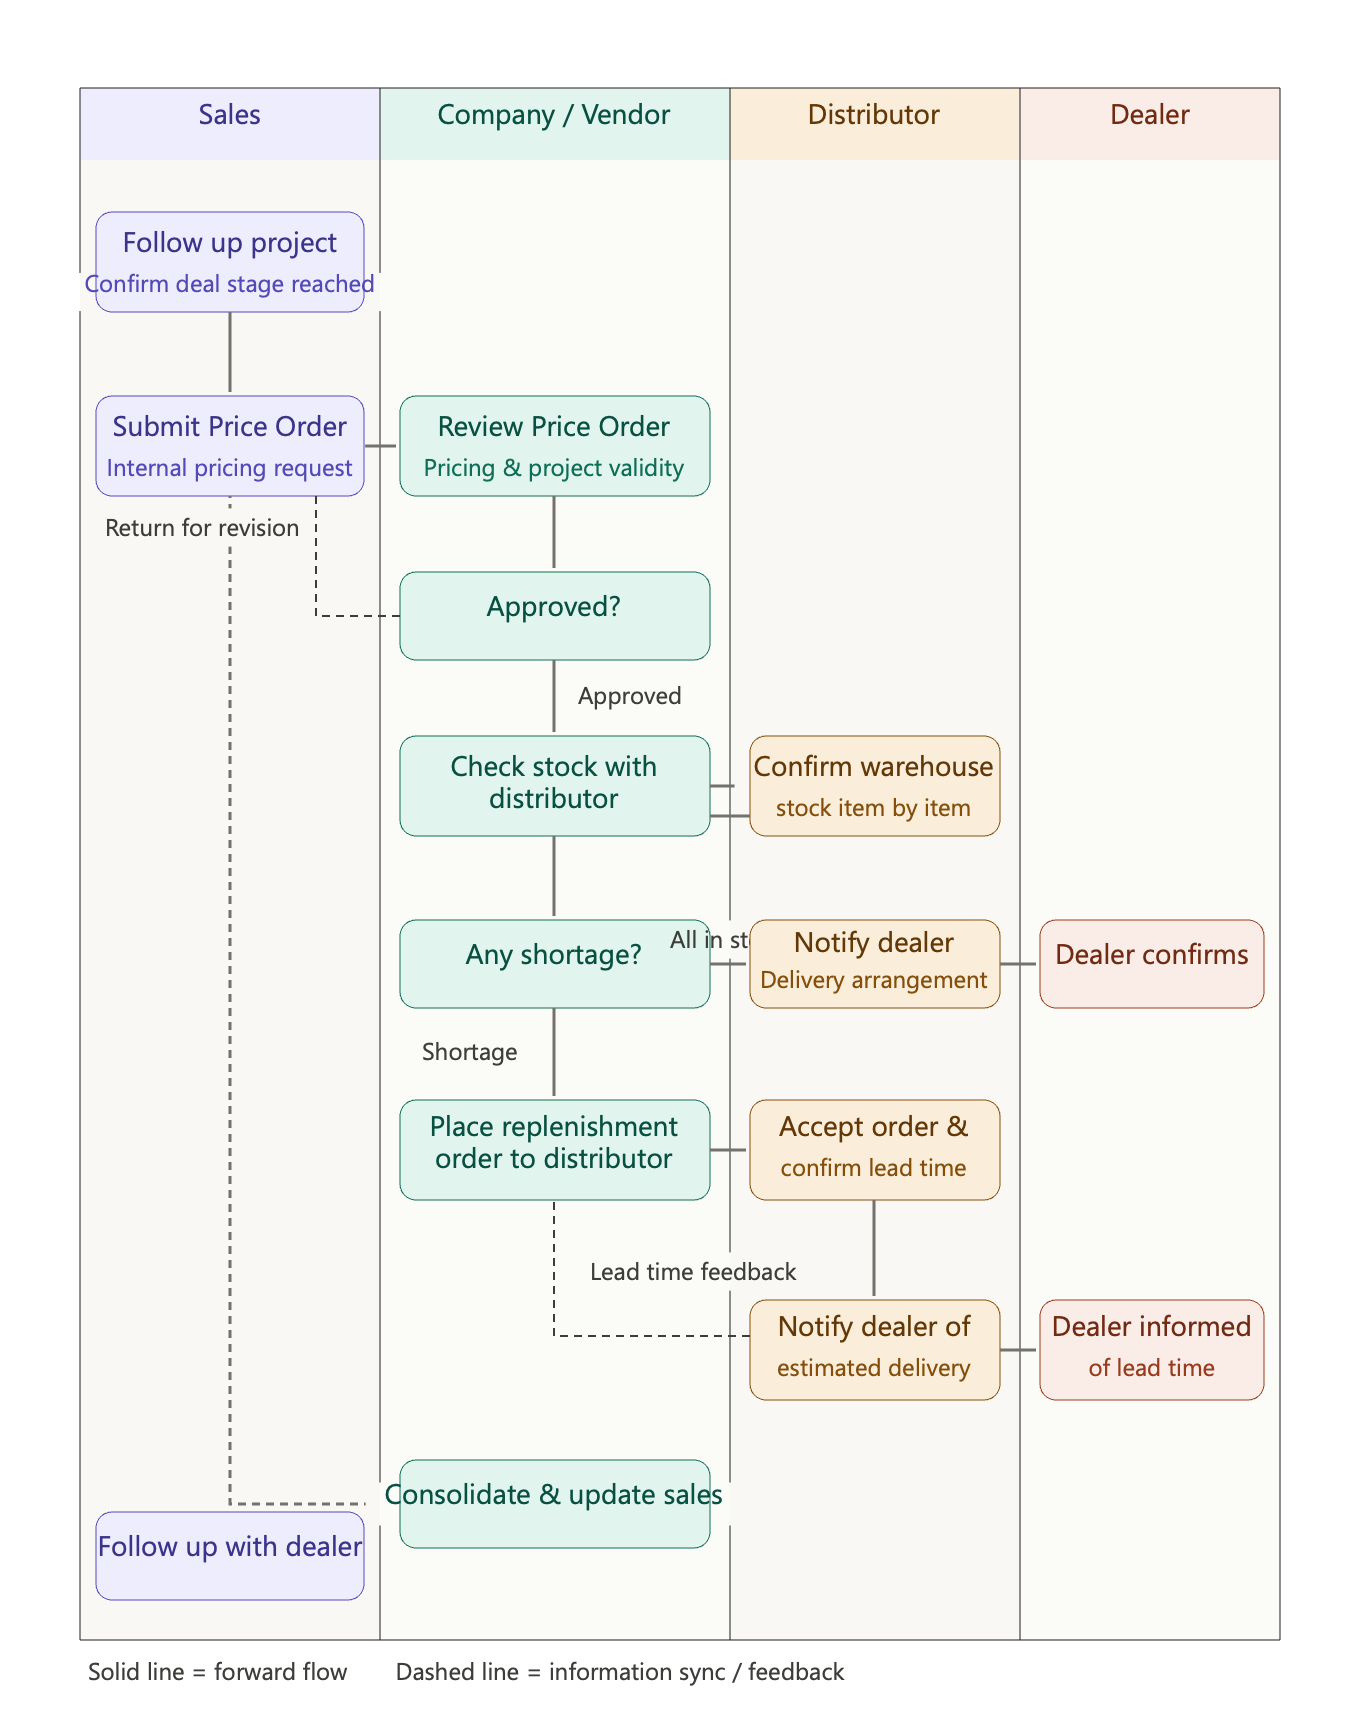 Sales
Company / Vendor
Distributor
Dealer
Follow up project
Confirm deal stage reached
Submit Price Order
Internal pricing request
Review Price Order
Pricing & project validity
Return for revision
Approved?
Approved
Check stock with
distributor
Confirm warehouse
stock item by item
Any shortage?
All in
Notify dealer
Delivery arrangement
Dealer confirms
Shortage
Place replenishment
order to distributor
Accept order &
confirm lead time
Lead time feedback
Notify dealer of
estimated delivery
Dealer informed
of lead time
Consolidate & update sales
Follow up with dealer
Solid line = forward flow
Dashed line = information sync / feedback